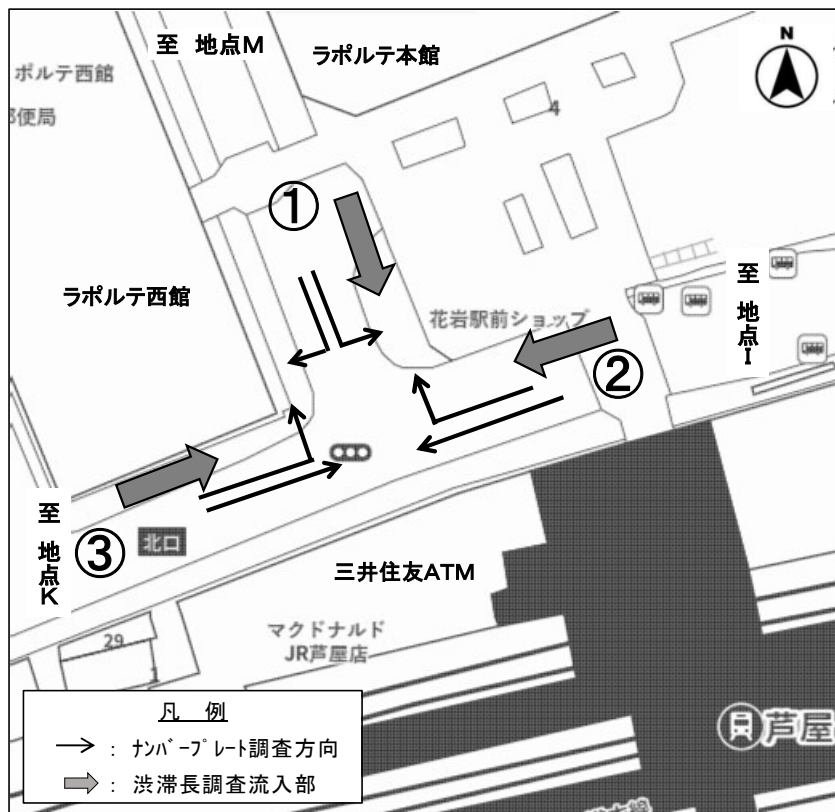 至 地点M
ラポルテ本館
N
ポルテ西館
郵便局
4
①
ラポルテ西館
花岩駅前ショップ
至 地点I
②
至 地点K
③
北口
三井住友ATM
マクドナルド
JR芦屋店
29
1
芦屋
凡 例
→ : ナンバープレート調査方向
➡ : 渋滞長調査流入部